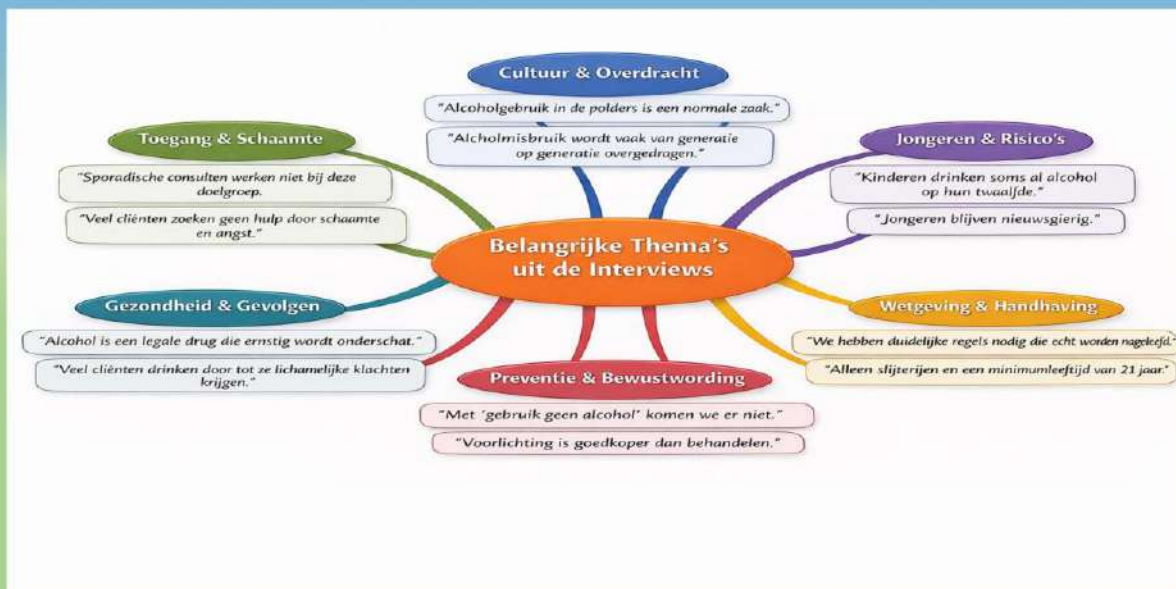 Cultuur & Overdracht
"Alcoholgebruik in de polders is een normale zaak."
"Alcholmisbruik wordt vaak van generatie
op generatie overgedragen."
Toegang & Schaamte
"Sporadische consulten werken niet bij deze
doelgroep.
"Veel cliënten zoeken geen hulp door schaamte
en angst."
Jongeren & Risico's
"Kinderen drinken soms al alcohol
op hun twaalfde."
"Jongeren blijven nieuwsgierig."
Belangrijke Thema's
uit de Interviews
Gezondheid & Gevolgen
"Alcohol is een legale drug die ernstig wordt onderschat."
"Veel cliënten drinken door tot ze lichamelijke klachten
krijgen."
Wetgeving & Handhaving
"We hebben duidelijke regels nodig die echt worden nageleefd."
"Alleen slijterijen en een minimumleeftijd van 21 jaar."
Preventie & Bewustwording
"Met 'gebruik geen alcohol' komen we er niet."
"Voorlichting is goedkoper dan behandelen."